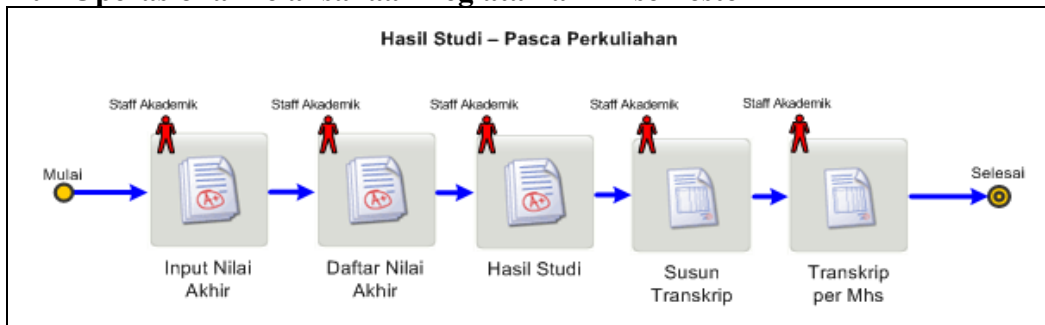 Hasil Studi – Pasca Perkuliahan
Staff Akademik
Staff Akademik
Staff Akademik
Staff Akademik
Staff Akademik
Mulai
Selesai
A+
A+
A+
Input Nilai
Akhir
Daftar Nilai
Akhir
Hasil Studi
Susun
Transkrip
Transkrip
per Mhs